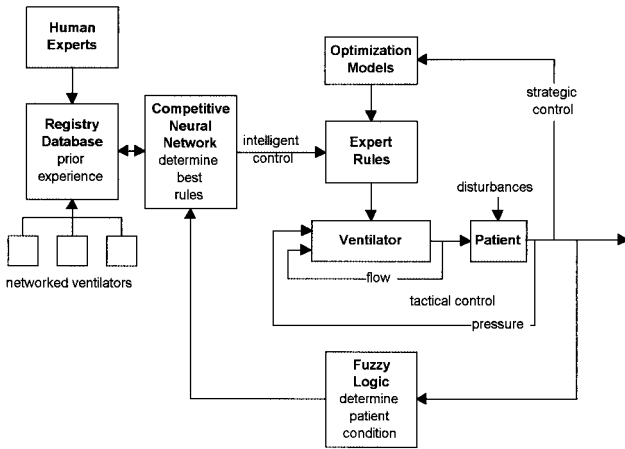 Human
Experts
Registry
Database
prior
experience
networked ventilators
Competitive
Neural
Network
determine
best
rules
intelligent
control
Optimization
Models
Expert
Rules
strategic
control
disturbances
Ventilator
Patient
flow
tactical control
pressure
Fuzzy
Logic
determine
patient
condition